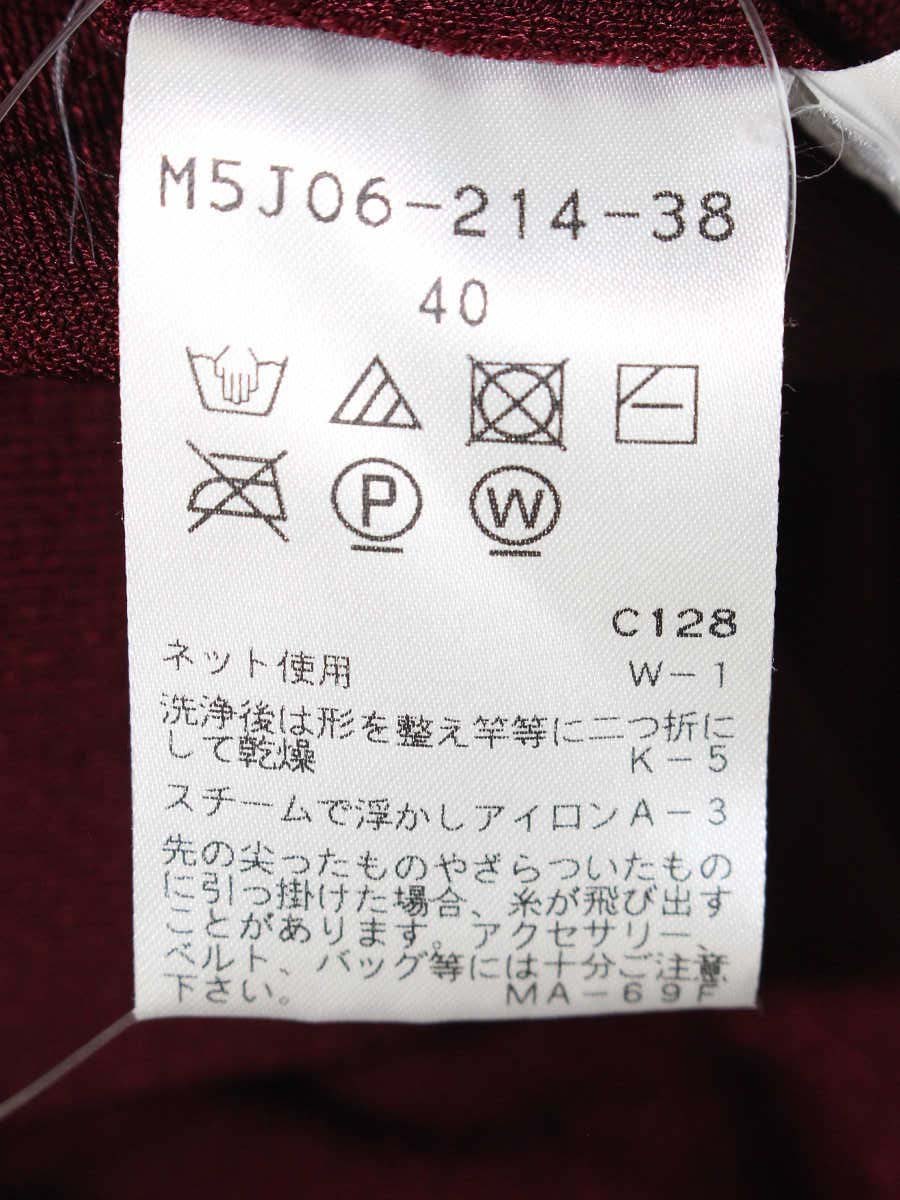 M5J06-214-38
40
P W
C128
ネット使用 W-1
洗浄後は形を整え竿等に二つ折に
して乾燥 K-5
スチームで浮かしアイロン A-3
先の尖ったものやざらついたもの
に引っ掛けた場合、糸が飛び出す
ことがあります。アクセサリー、
ベルト、バッグ等には十分ご注意
下さい。 MA-69F